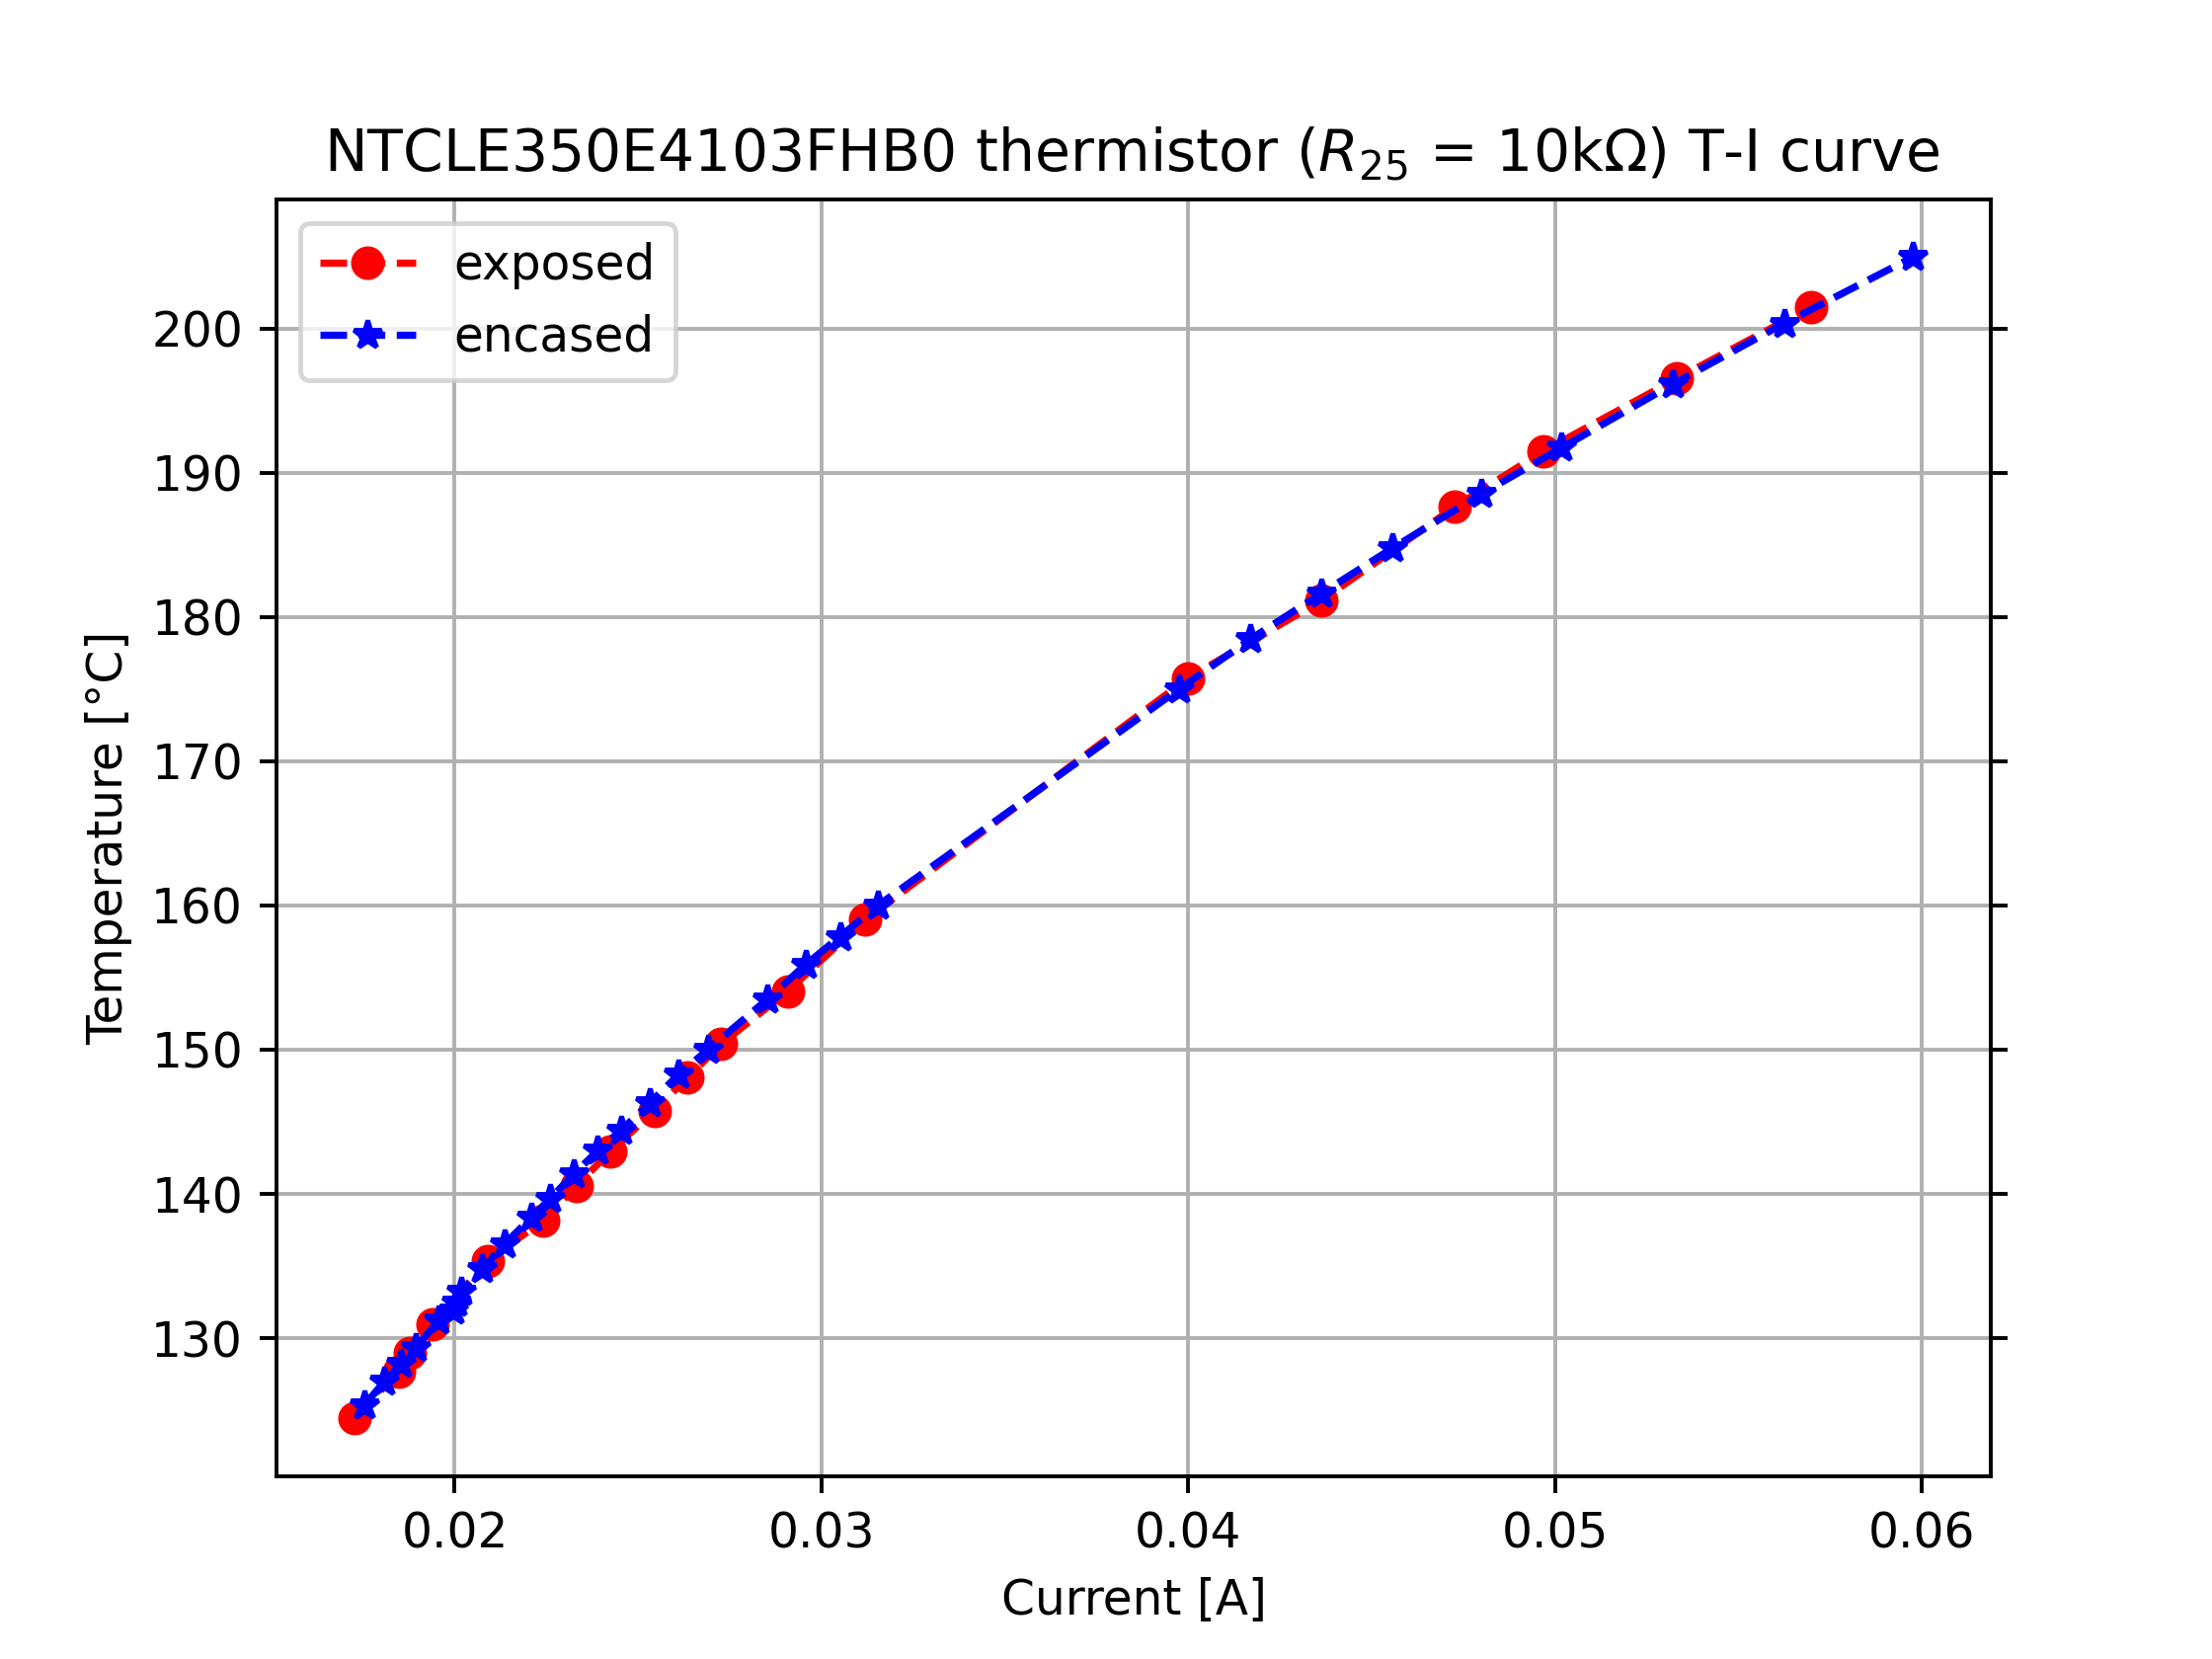 NTCLE350E4103FHB0 thermistor (R₂₅ = 10kΩ) T-I curve
exposed
encased
200
190
180
170
160
150
140
130
Temperature [°C]
0.02 0.03 0.04 0.05 0.06
Current [A]